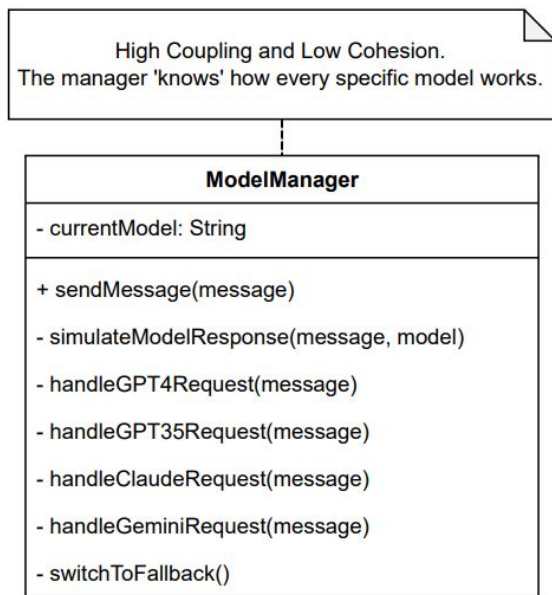 High Coupling and Low Cohesion.
The manager 'knows' how every specific model works.
ModelManager
- currentModel: String
+ sendMessage(message)
- simulateModelResponse(message, model)
- handleGPT4Request(message)
- handleGPT35Request(message)
- handleClaudeRequest(message)
- handleGeminiRequest(message)
- switchToFallback()